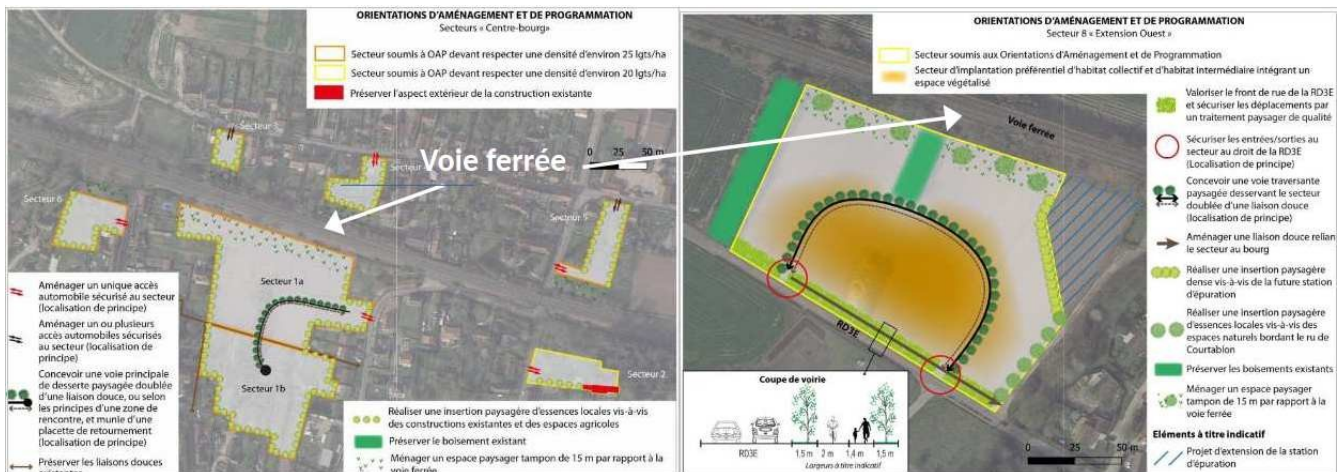 ORIENTATIONS D'AMÉNAGEMENT ET DE PROGRAMMATION
Secteurs « Centre-bourg»
Secteur soumis à OAP devant respecter une densité d'environ 25 lgts/ha
Secteur soumis à OAP devant respecter une densité d'environ 20 lgts/ha
Préserver l'aspect extérieur de la construction existante
Voie ferrée
0 25 50 m
Secteur 6
Secteur 5
Secteur 1a
Secteur 1b
Secteur 2
Aménager un unique accès
automobile sécurisé au secteur
(localisation de principe)
Aménager un ou plusieurs
accès automobiles sécurisés
au secteur (localisation de
principe)
Concevoir une voie principale
de desserte paysagée doublée
d'une liaison douce, ou selon
les principes d'une zone de
rencontre, et munie d'une
placette de retournement
(localisation de principe)
Préserver les liaisons douces
Réaliser une insertion paysagère d'essences locales vis-à-vis
des constructions existantes et des espaces agricoles
Préserver le boisement existant
Ménager un espace paysager tampon de 15 m par rapport à la
voie ferrée
ORIENTATIONS D'AMÉNAGEMENT ET DE PROGRAMMATION
Secteur 8 « Extension Ouest »
Secteur soumis aux Orientations d'Aménagement et de Programmation
Secteur d'implantation préférentiel d'habitat collectif et d'habitat intermédiaire intégrant un
espace végétalisé
Voie ferrée
RD3E
Valoriser le front de rue de la RD3E
et sécuriser les déplacements par
un traitement paysager de qualité
Sécuriser les entrées/sorties au
secteur au droit de la RD3E
(Localisation de principe)
Concevoir une voie traversante
paysagée desservant le secteur
doublée d'une liaison douce
(localisation de principe)
Aménager une liaison douce relian
le secteur au bourg
Réaliser une insertion paysagère
dense vis-à-vis de la future station
d'épuration
Réaliser une insertion paysagère
d'essences locales vis-à-vis des
espaces naturels bordant le ru de
Courtablon
Préserver les boisements existants
Ménager un espace paysager
tampon de 15 m par rapport à la
voie ferrée
Eléments à titre indicatif
Projet d'extension de la station
d'épuration
Coupe de voirie
RD3E 1,5 m 2 m 1,4 m 1,5 m
Largeurs à titre indicatif
0 25 50 m